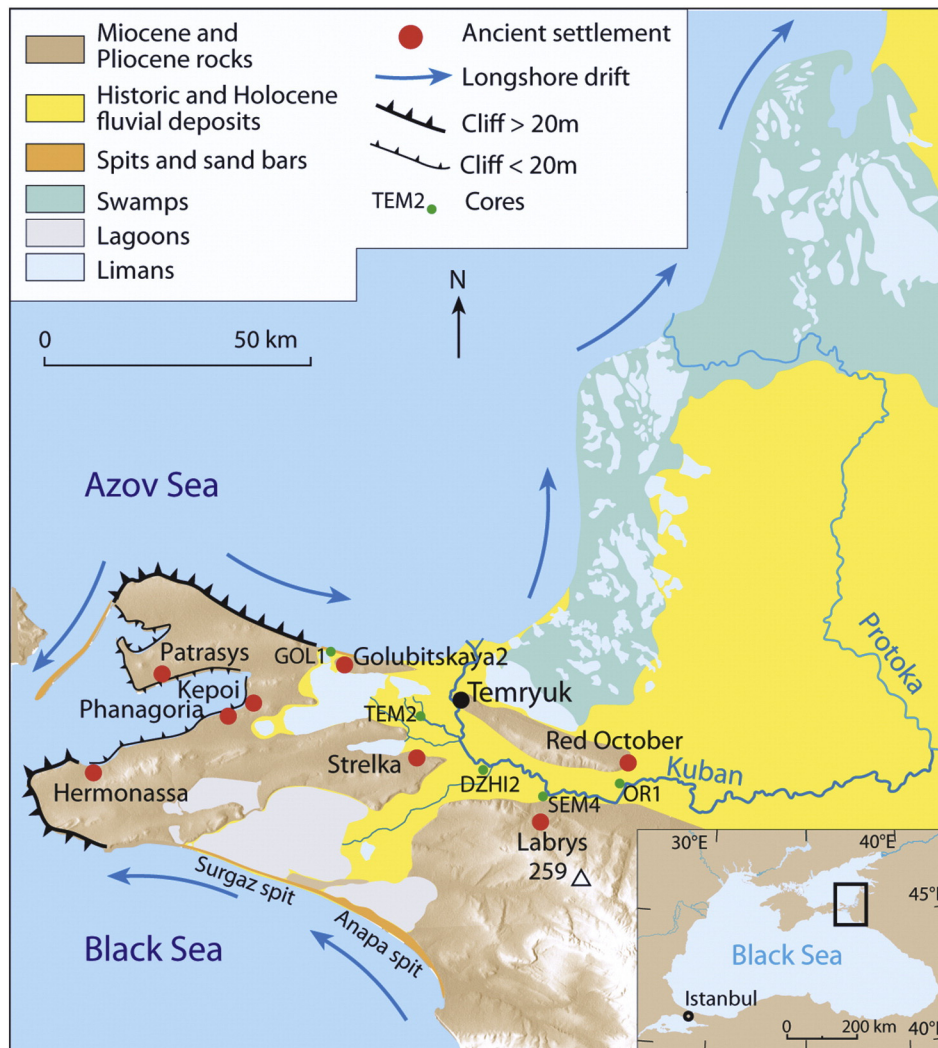 Miocene and
Pliocene rocks
Historic and Holocene
fluvial deposits
Spits and sand bars
Swamps
Lagoons
Limans
Ancient settlement
Longshore drift
Cliff > 20m
Cliff < 20m
TEM2
Cores
N
0
50 km
Azov Sea
Patrasys
GOL1
Golubitskaya2
Kepoi
Phanagoria
TEM2
Temryuk
Protoka
Red October
Strelka
Kuban
Hermonassa
DZHI2
SEM4
OR1
Labrys
259
Surgaz spit
Anapa spit
Black Sea
30°E
40°E
45°N
Black Sea
Istanbul
0
200 km
40°N